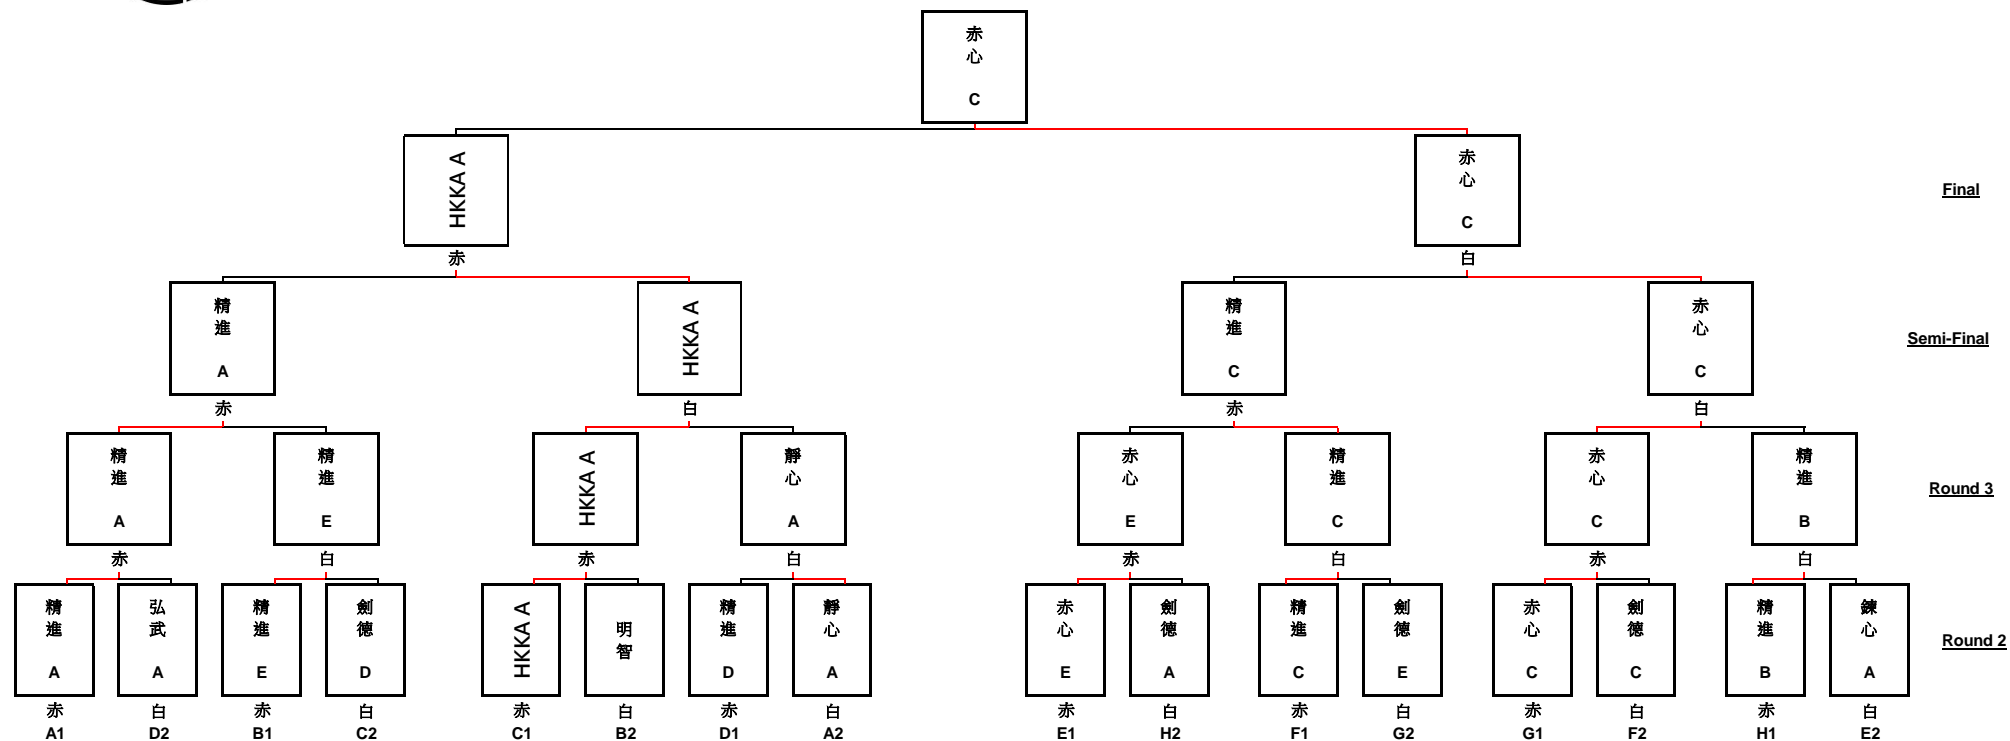 赤心 C
HKKA A
赤心 C
Final
赤
白
精進 A
HKKA A
精進 C
赤心 C
Semi-Final
赤
白
赤
白
精進 A
精進 E
HKKA A
靜心 A
赤心 E
精進 C
赤心 C
精進 B
Round 3
赤
白
赤
白
赤
白
赤
白
精進 A
弘武 A
精進 E
劍德 D
HKKA A
明智
精進 D
靜心 A
赤心 E
劍德 A
精進 C
劍德 E
赤心 C
劍德 C
精進 B
鍊心 A
Round 2
赤
白
赤
白
赤
白
赤
白
赤
白
赤
白
赤
白
赤
白
A1
D2
B1
C2
C1
B2
D1
A2
E1
H2
F1
G2
G1
F2
H1
E2